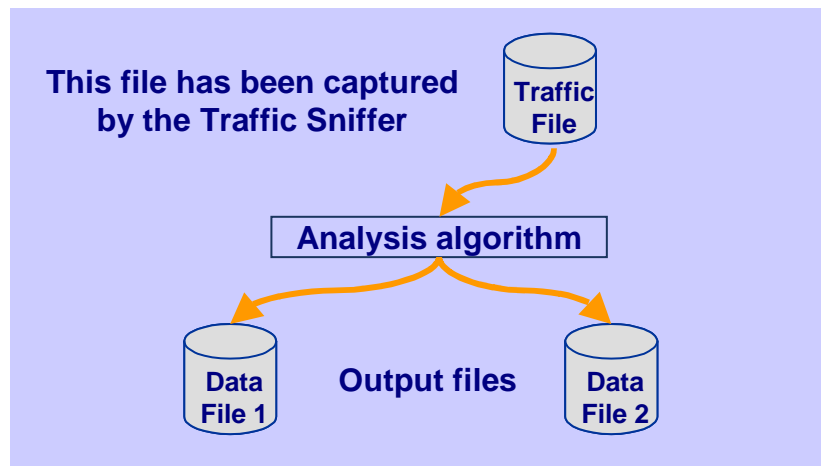 This file has been captured
by the Traffic Sniffer
Traffic
File
Analysis algorithm
Data
File 1
Output files
Data
File 2